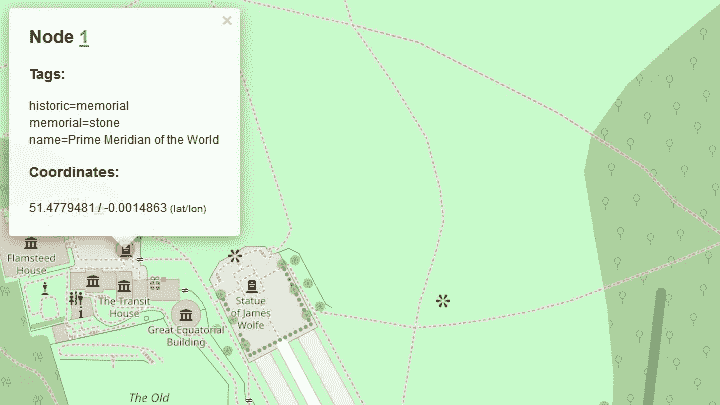 ×
Node 1
Tags:
historic=memorial
memorial=stone
name=Prime Meridian of the World
Coordinates:
51.4779481 / -0.0014863 (lat/lon)
Flamsteed
House
The Transit
House
Great Equatorial
Building
Statue
of James
Wolfe
The Old